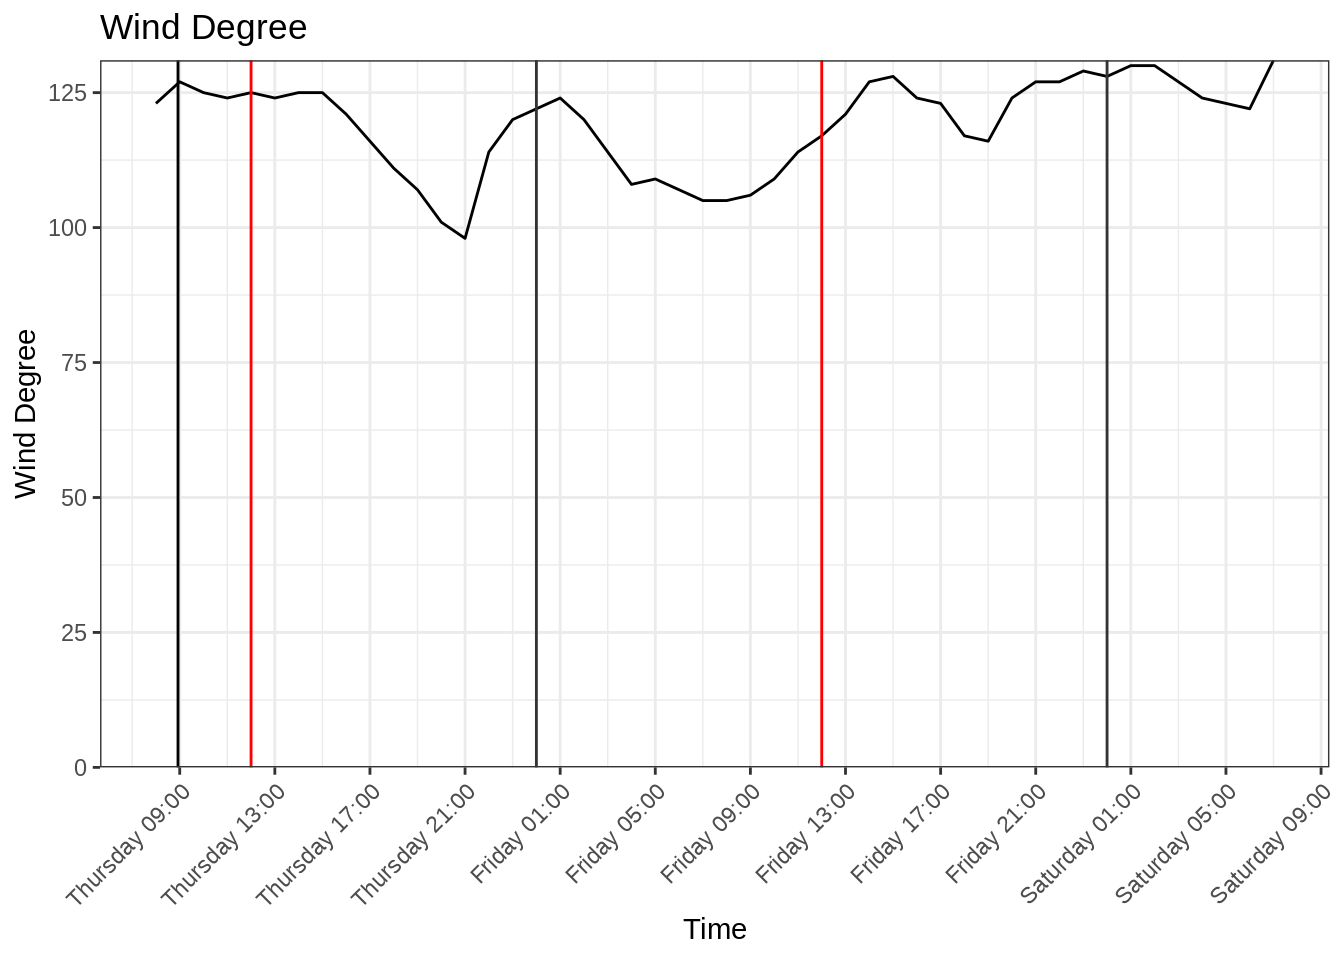 Wind Degree
Wind Degree
125
100
75
50
25
0
Thursday 09:00
Thursday 13:00
Thursday 17:00
Thursday 21:00
Friday 01:00
Friday 05:00
Friday 09:00
Friday 13:00
Friday 17:00
Friday 21:00
Saturday 01:00
Saturday 05:00
Saturday 09:00
Time